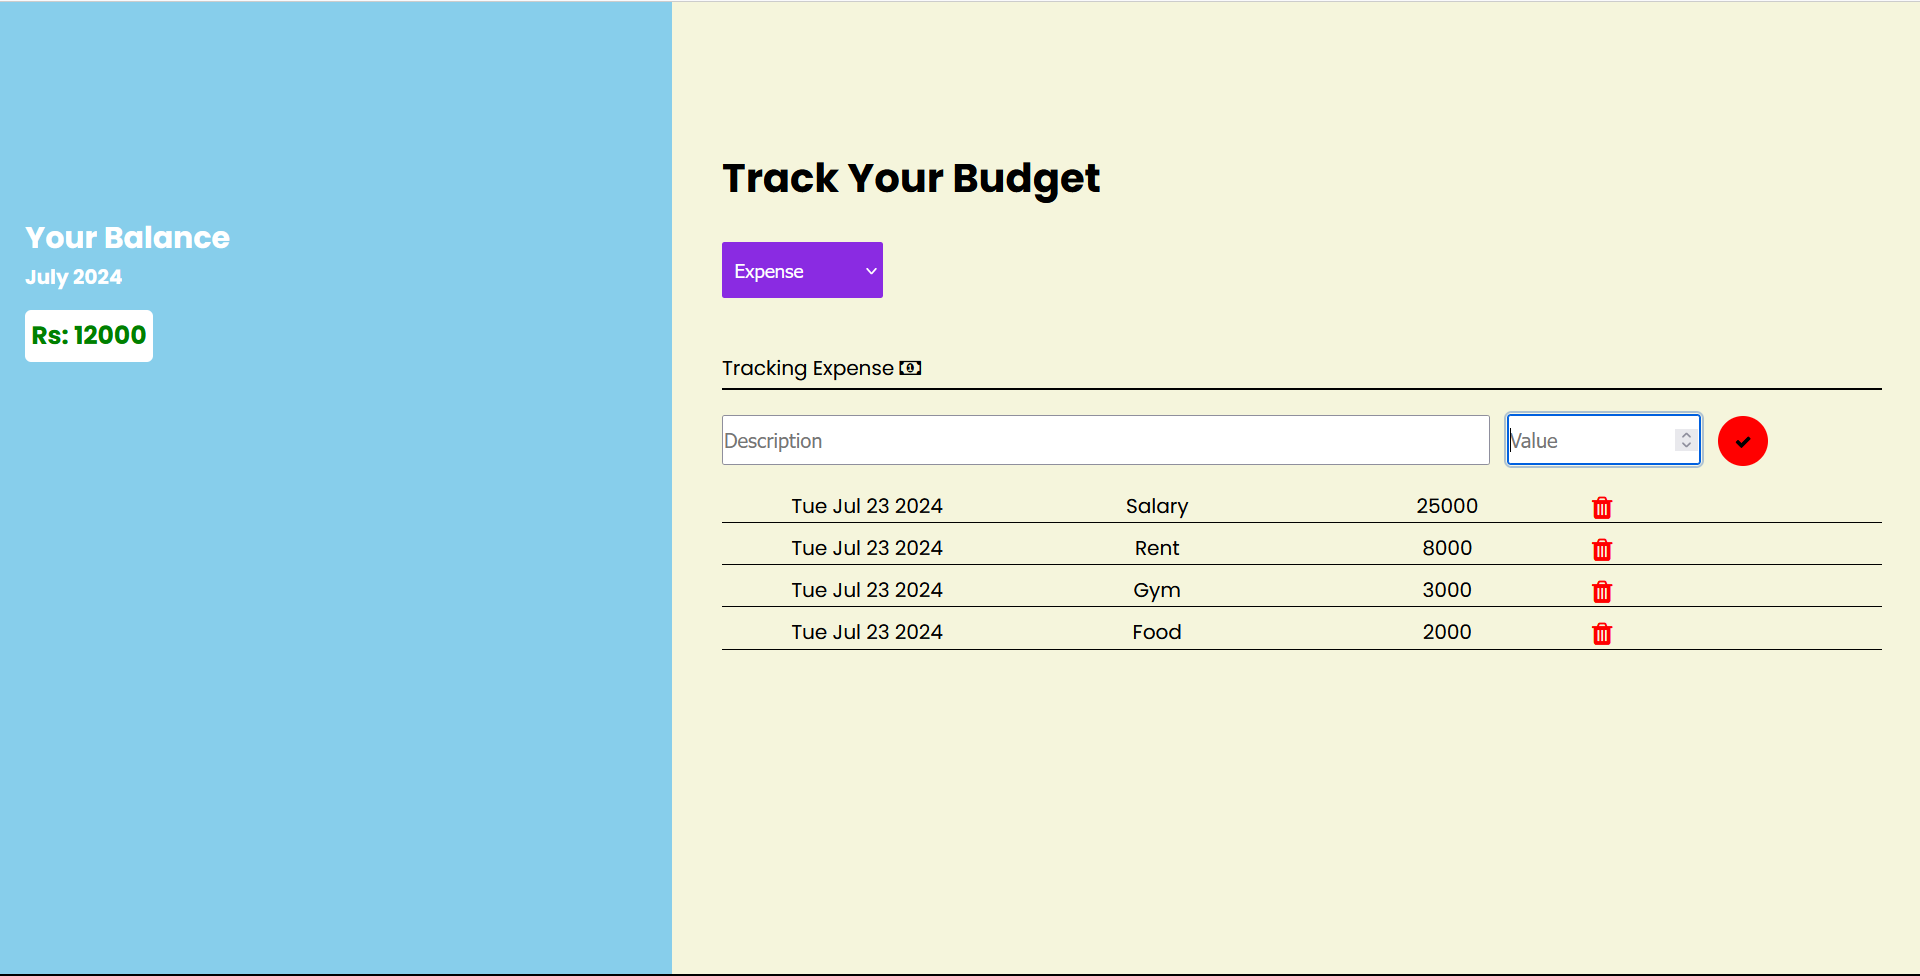 Your Balance
July 2024
Rs: 12000
Track Your Budget
Expense
Tracking Expense
Description Value
Tue Jul 23 2024 Salary 25000
Tue Jul 23 2024 Rent 8000
Tue Jul 23 2024 Gym 3000
Tue Jul 23 2024 Food 2000